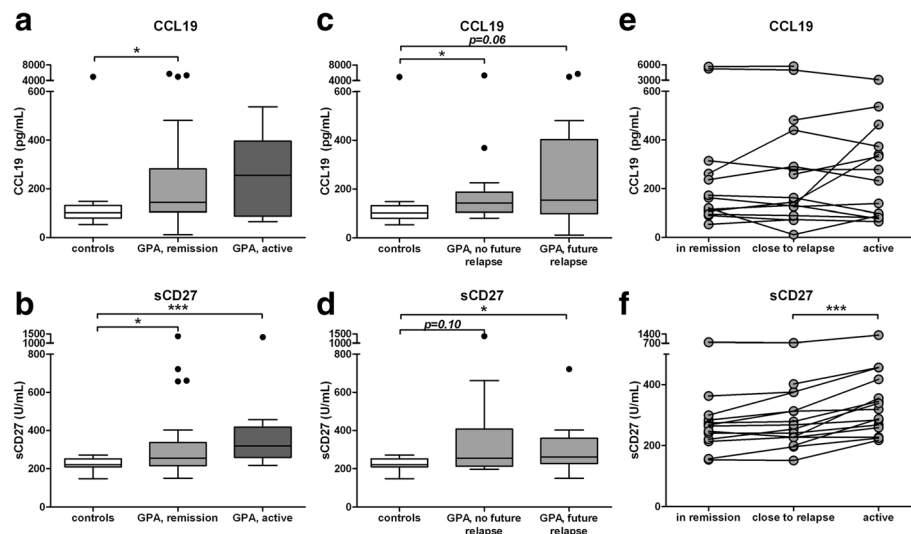 a
CCL19
*
8000
4000
600
400
200
0
CCL19 (pg/mL)
controls
GPA, remission
GPA, active
c
CCL19
p=0.06
*
8000
4000
600
400
200
0
CCL19 (pg/mL)
controls
GPA, no future
relapse
GPA, future
relapse
e
CCL19
6000
3000
600
400
200
0
CCL19 (pg/mL)
in remission
close to relapse
active
b
sCD27
***
*
1500
1000
800
600
400
200
0
sCD27 (U/mL)
controls
GPA, remission
GPA, active
d
sCD27
*
p=0.10
1500
1000
800
600
400
200
0
sCD27 (U/mL)
controls
GPA, no future
relapse
GPA, future
relapse
f
sCD27
***
1400
700
400
200
0
sCD27 (U/mL)
in remission
close to relapse
active